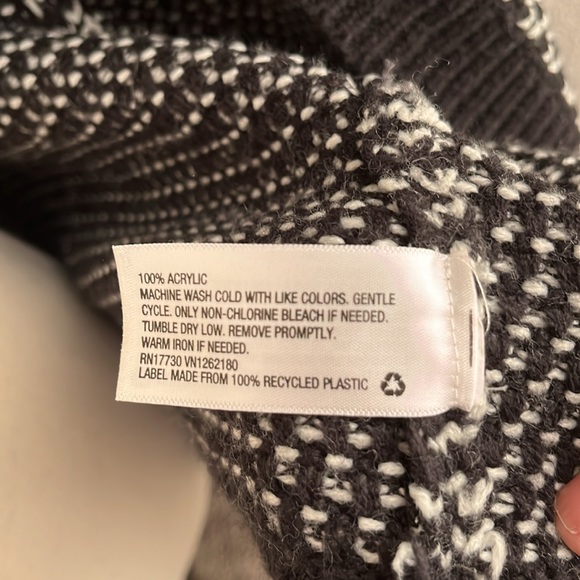 100% ACRYLIC
MACHINE WASH COLD WITH LIKE COLORS. GENTLE
CYCLE. ONLY NON-CHLORINE BLEACH IF NEEDED.
TUMBLE DRY LOW. REMOVE PROMPTLY.
WARM IRON IF NEEDED.
RN17730 VN1262180
LABEL MADE FROM 100% RECYCLED PLASTIC